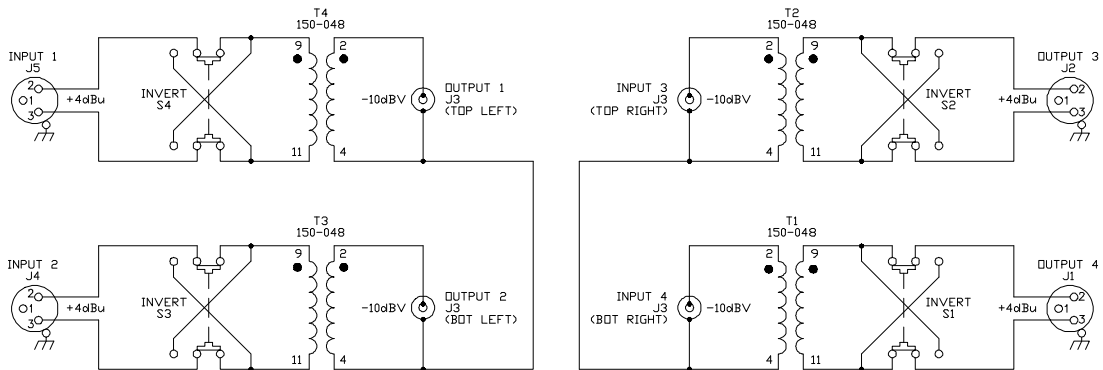 T4
150-048
T2
150-048
INPUT 1
J5
2
1
3
+4dBu
INVERT
S4
9
2
11
4
-10dBV
OUTPUT 1
J3
(TOP LEFT)
INPUT 3
J3
(TOP RIGHT)
-10dBV
2
9
4
11
INVERT
S2
+4dBu
OUTPUT 3
J2
2
1
3
T3
150-048
T1
150-048
INPUT 2
J4
2
1
3
+4dBu
INVERT
S3
9
2
11
4
-10dBV
OUTPUT 2
J3
(BOT LEFT)
INPUT 4
J3
(BOT RIGHT)
-10dBV
2
9
4
11
INVERT
S1
+4dBu
OUTPUT 4
J1
2
1
3